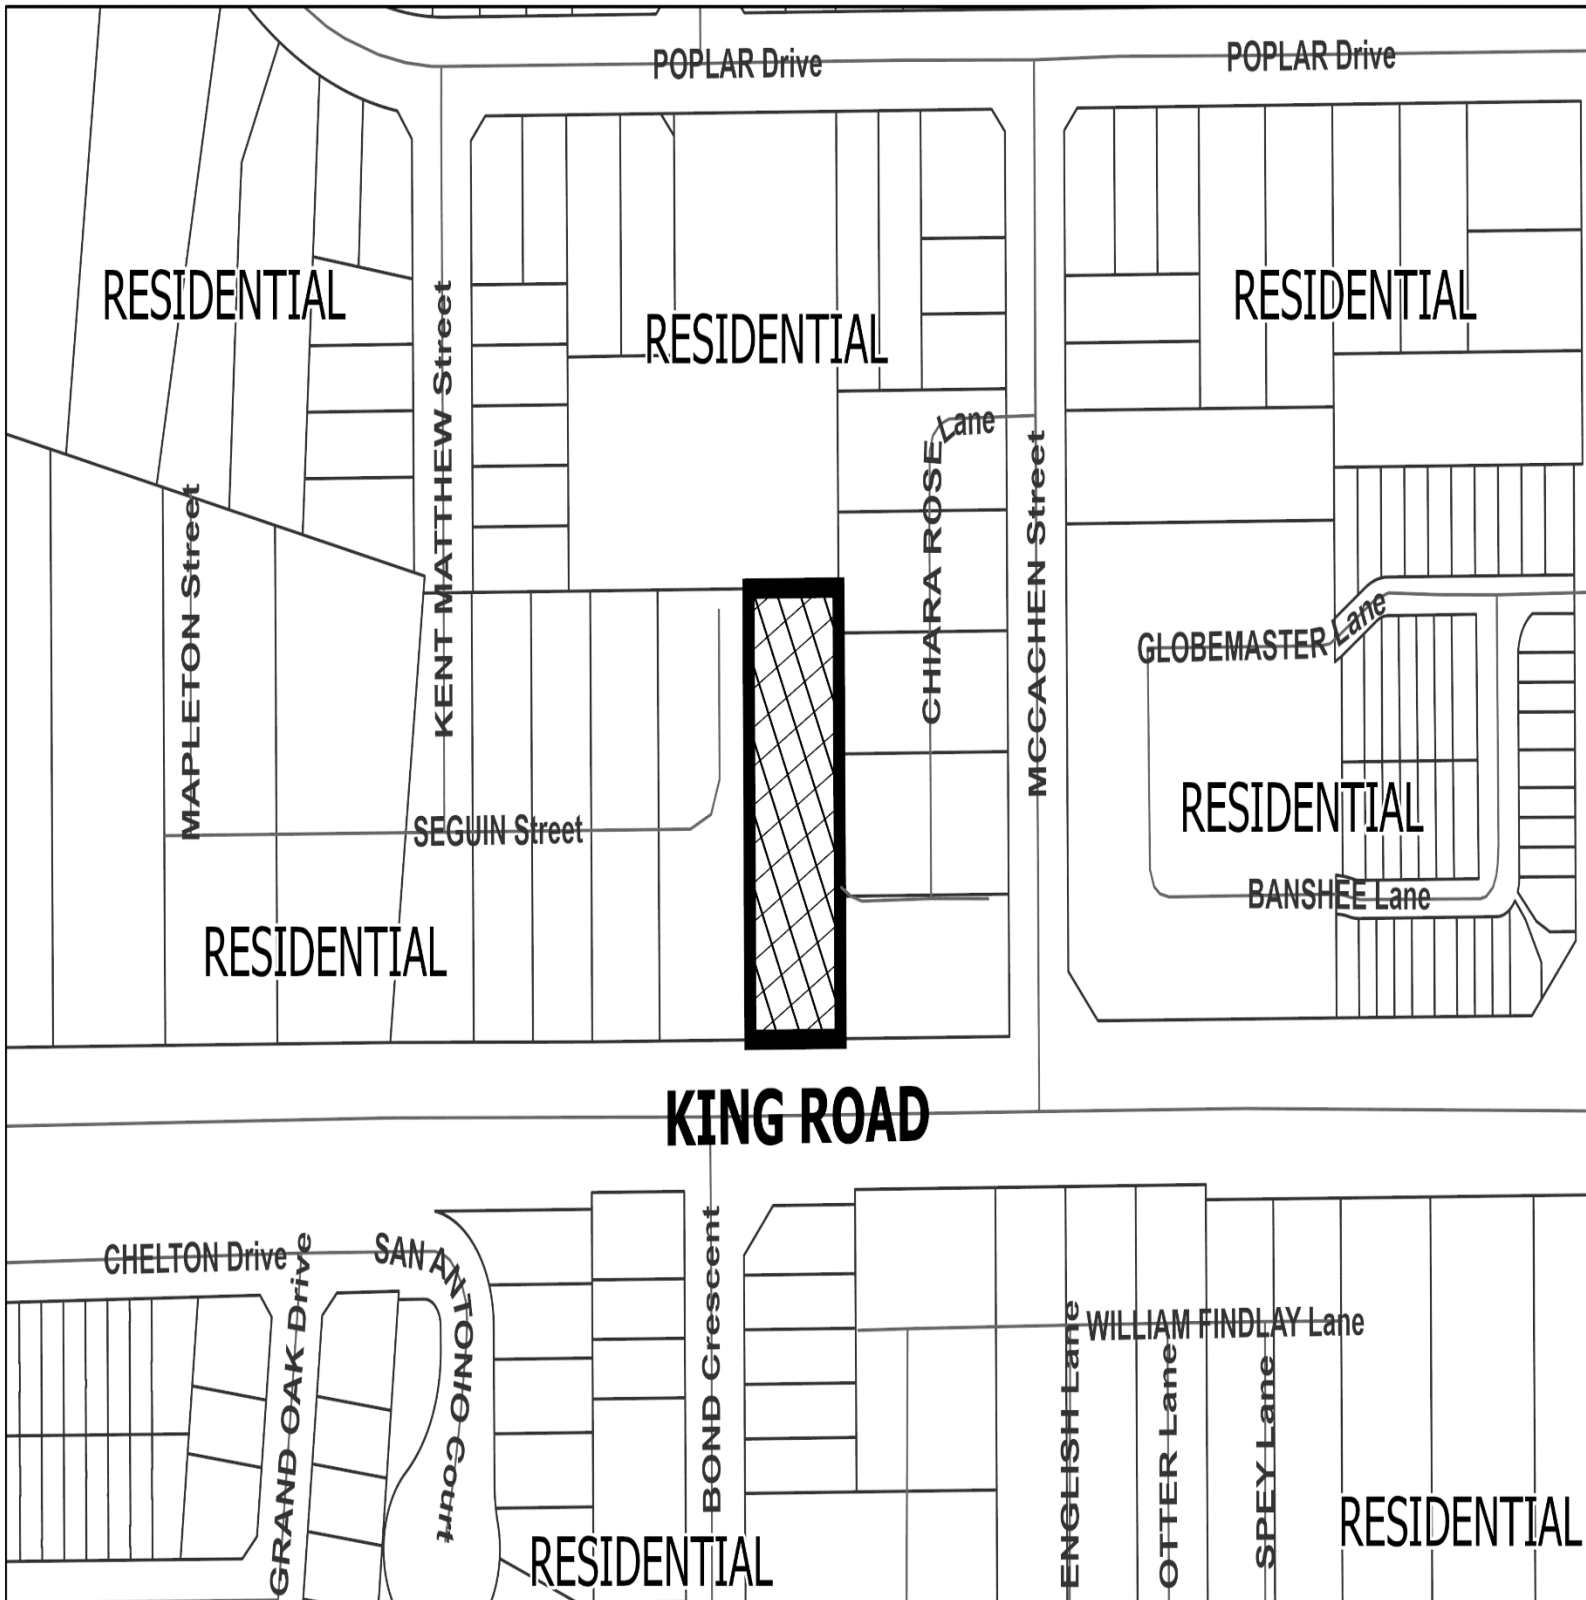 POPLAR Drive
POPLAR Drive
RESIDENTIAL
RESIDENTIAL
RESIDENTIAL
KENT MATTHEW Street
CHIARA ROSE Lane
MCCACHEN Street
MAPLETON Street
GLOBEMASTER Lane
RESIDENTIAL
SEGUIN Street
BANSHEE Lane
RESIDENTIAL
KING ROAD
CHELTON Drive
SAN ANTONIO Court
GRAND OAK Drive
BOND Crescent
WILLIAM FINDLAY Lane
ENGLISH Lane
OTTER Lane
SPEY Lane
RESIDENTIAL
RESIDENTIAL